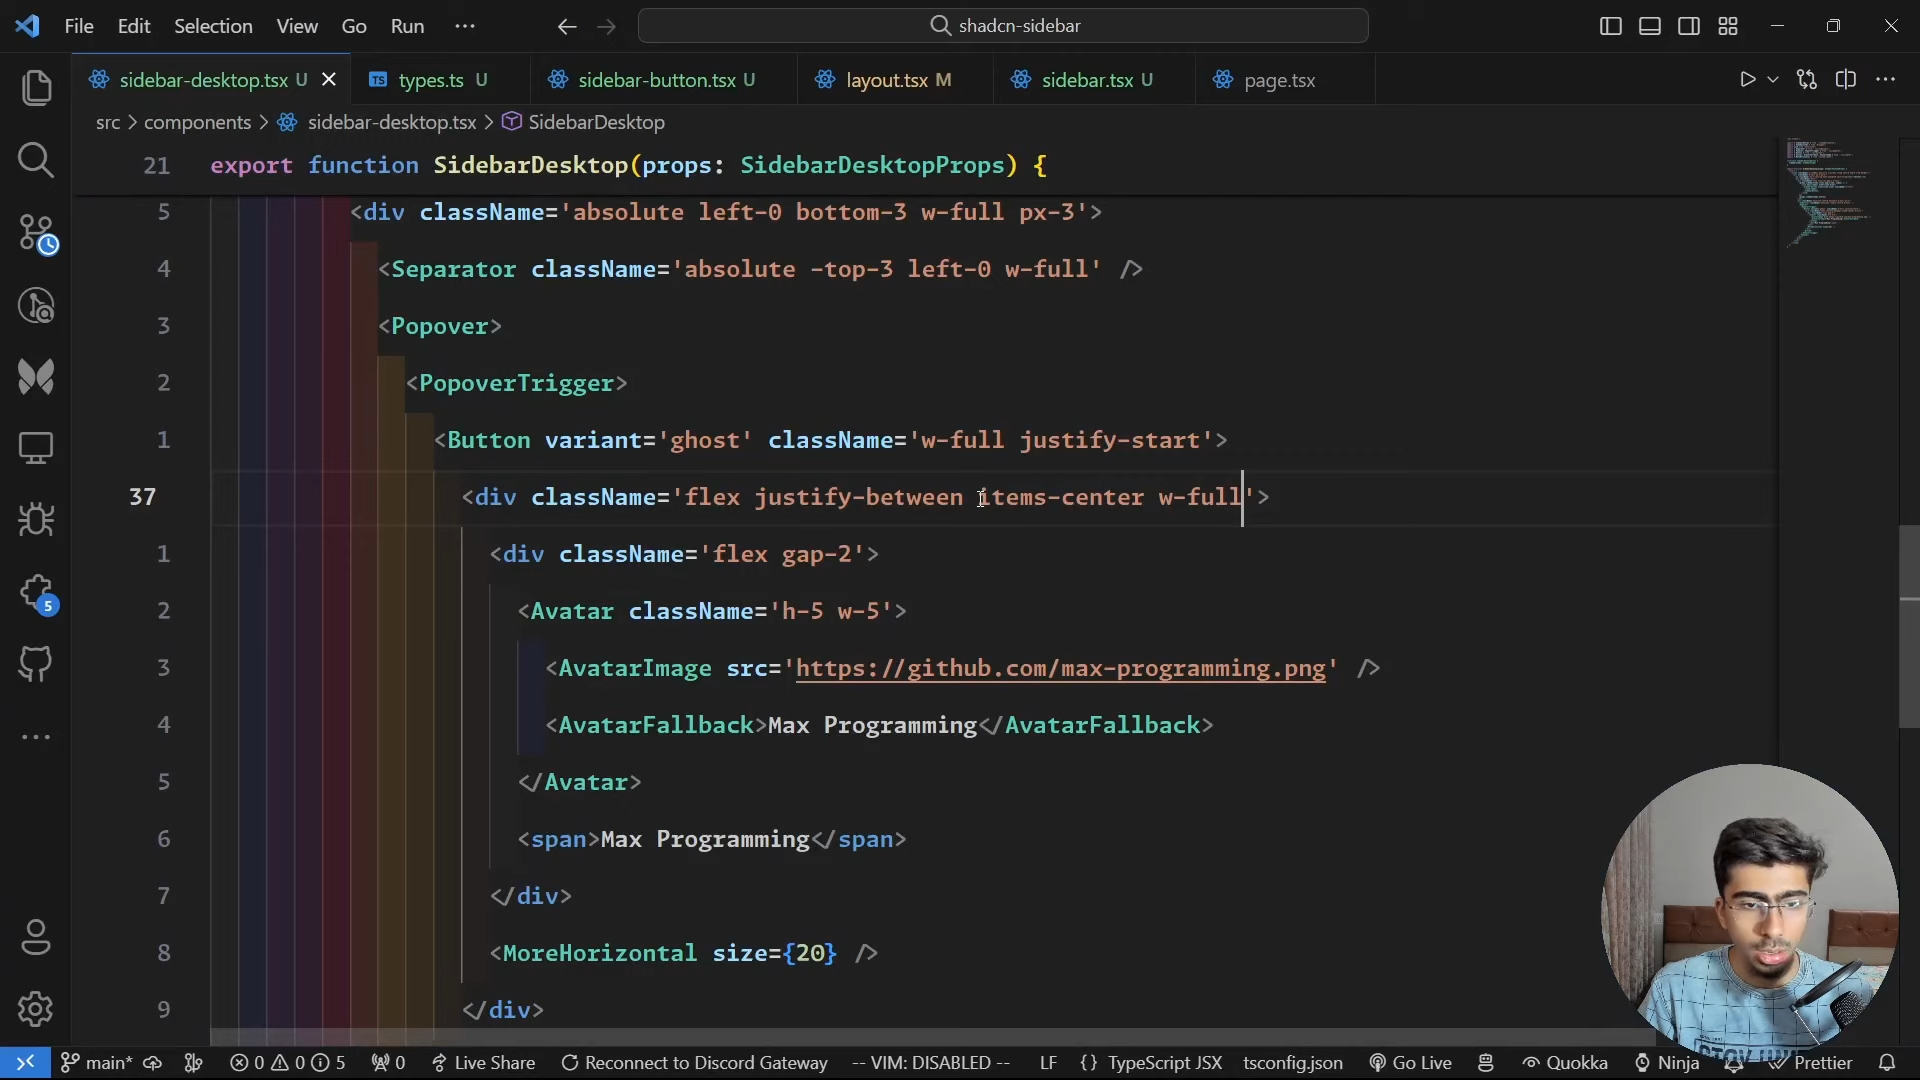 File Edit Selection View Go Run ··· shadcn-sidebar
sidebar-desktop.tsx U types.ts U sidebar-button.tsx U layout.tsx M sidebar.tsx U page.tsx
src > components > sidebar-desktop.tsx > SidebarDesktop
21 export function SidebarDesktop(props: SidebarDesktopProps) {
5 <div className='absolute left-0 bottom-3 w-full px-3'>
4 <Separator className='absolute -top-3 left-0 w-full' />
3 <Popover>
2 <PopoverTrigger>
1 <Button variant='ghost' className='w-full justify-start'>
37 <div className='flex justify-between items-center w-full'>
1 <div className='flex gap-2'>
2 <Avatar className='h-5 w-5'>
3 <AvatarImage src='https://github.com/max-programming.png' />
4 <AvatarFallback>Max Programming</AvatarFallback>
5 </Avatar>
6 <span>Max Programming</span>
7 </div>
8 <MoreHorizontal size={20} />
9 </div>
5
main* 0 0 5 0 Live Share Reconnect to Discord Gateway -- VIM: DISABLED -- LF {} TypeScript JSX tsconfig.json Go Live Quokka Ninja Prettier